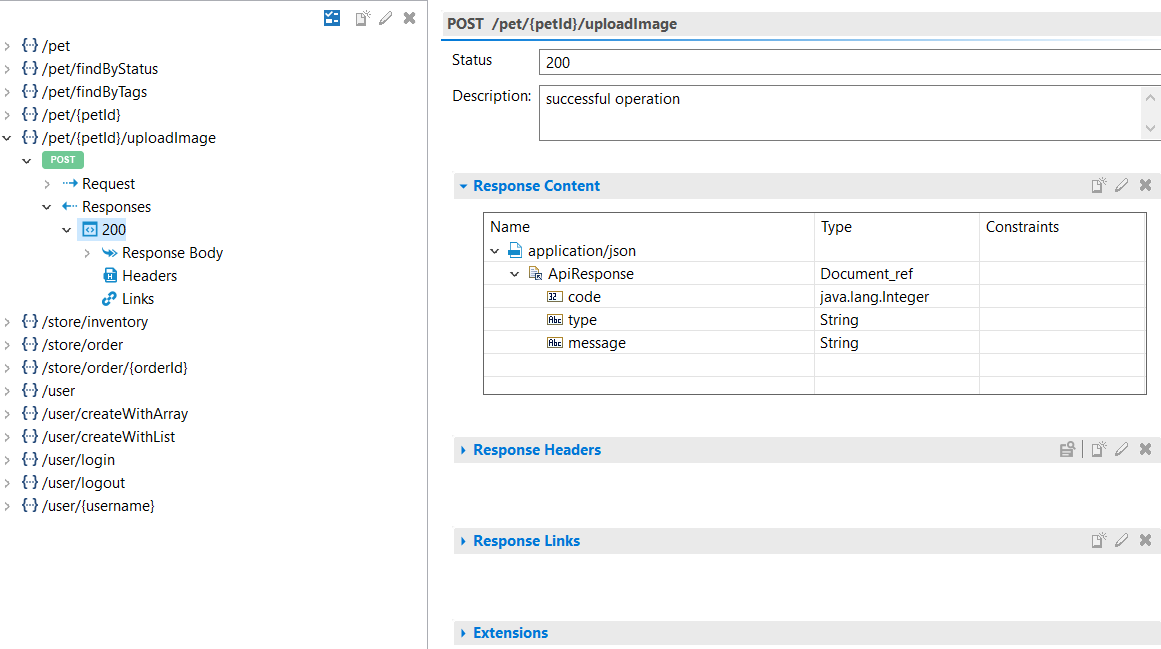 /pet
/pet/findByStatus
/pet/findByTags
/pet/{petId}
/pet/{petId}/uploadImage
POST
Request
Responses
200
Response Body
Headers
Links
/store/inventory
/store/order
/store/order/{orderId}
/user
/user/createWithArray
/user/createWithList
/user/login
/user/logout
/user/{username}
POST /pet/{petId}/uploadImage
Status 200
Description: successful operation
Response Content
Name Type Constraints
application/json
ApiResponse Document_ref
32 code java.lang.Integer
Abc type String
Abc message String
Response Headers
Response Links
Extensions